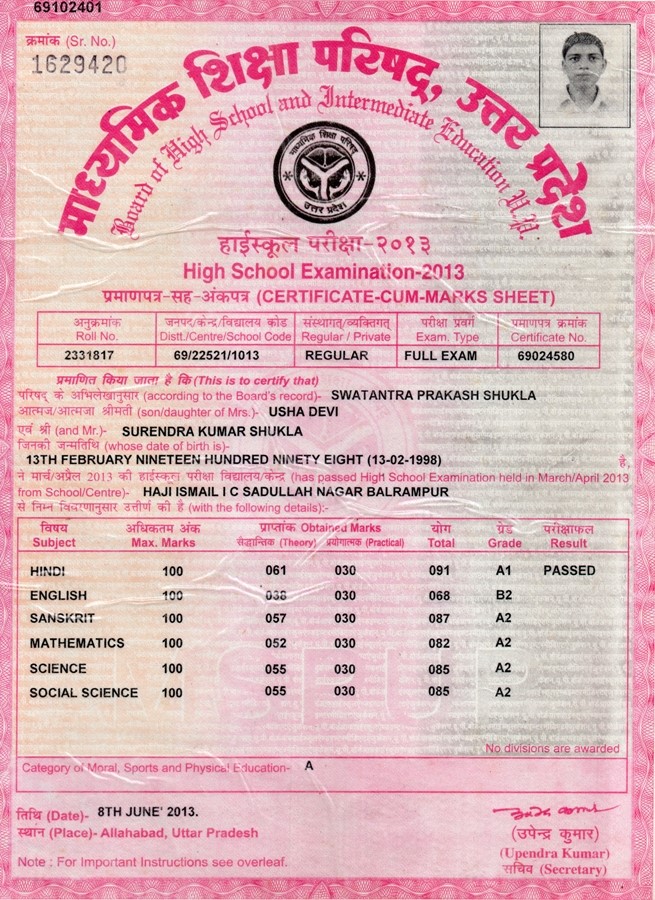 69102401
क्रमांक (Sr. No.)
1629420
माध्यमिक शिक्षा परिषद्, उत्तर प्रदेश
Board of High School and Intermediate Education U.P.
माध्यमिक शिक्षा परिषद
उत्तर प्रदेश
हाईस्कूल परीक्षा-२०१३
High School Examination-2013
प्रमाणपत्र-सह-अंकपत्र (CERTIFICATE-CUM-MARKS SHEET)
अनुक्रमांक जनपद/केन्द्र/विद्यालय कोड संस्थागत्/व्यक्तिगत् परीक्षा प्रवर्ग प्रमाणपत्र क्रमांक
Roll No. Distt./Centre/School Code Regular / Private Exam. Type Certificate No.
2331817 69/22521/1013 REGULAR FULL EXAM 69024580
प्रमाणित किया जाता है कि (This is to certify that)
परिषद् के अभिलेखानुसार (according to the Board's record)- SWATANTRA PRAKASH SHUKLA
आत्मज/आत्मजा श्रीमती (son/daughter of Mrs.)- USHA DEVI
एवं श्री (and Mr.)- SURENDRA KUMAR SHUKLA
जिनकी जन्मतिथि (whose date of birth is)-
13TH FEBRUARY NINETEEN HUNDRED NINETY EIGHT (13-02-1998) है,
ने मार्च/अप्रैल 2013 की हाईस्कूल परीक्षा विद्यालय/केन्द्र (has passed High School Examination held in March/April 2013
from School/Centre)- HAJI ISMAIL I C SADULLAH NAGAR BALRAMPUR
से निम्न विवरणानुसार उत्तीर्ण की है (with the following details):-
विषय अधिकतम अंक प्राप्तांक Obtained Marks योग ग्रेड परीक्षाफल
Subject Max. Marks सैद्धान्तिक (Theory) प्रयोगात्मक (Practical) Total Grade Result
HINDI 100 061 030 091 A1 PASSED
ENGLISH 100 038 030 068 B2
SANSKRIT 100 057 030 087 A2
MATHEMATICS 100 052 030 082 A2
SCIENCE 100 055 030 085 A2
SOCIAL SCIENCE 100 055 030 085 A2
No divisions are awarded
Category of Moral, Sports and Physical Education- A
तिथि (Date)- 8TH JUNE' 2013.
स्थान (Place)- Allahabad, Uttar Pradesh
(उपेन्द्र कुमार)
(Upendra Kumar)
सचिव (Secretary)
Note : For Important Instructions see overleaf.